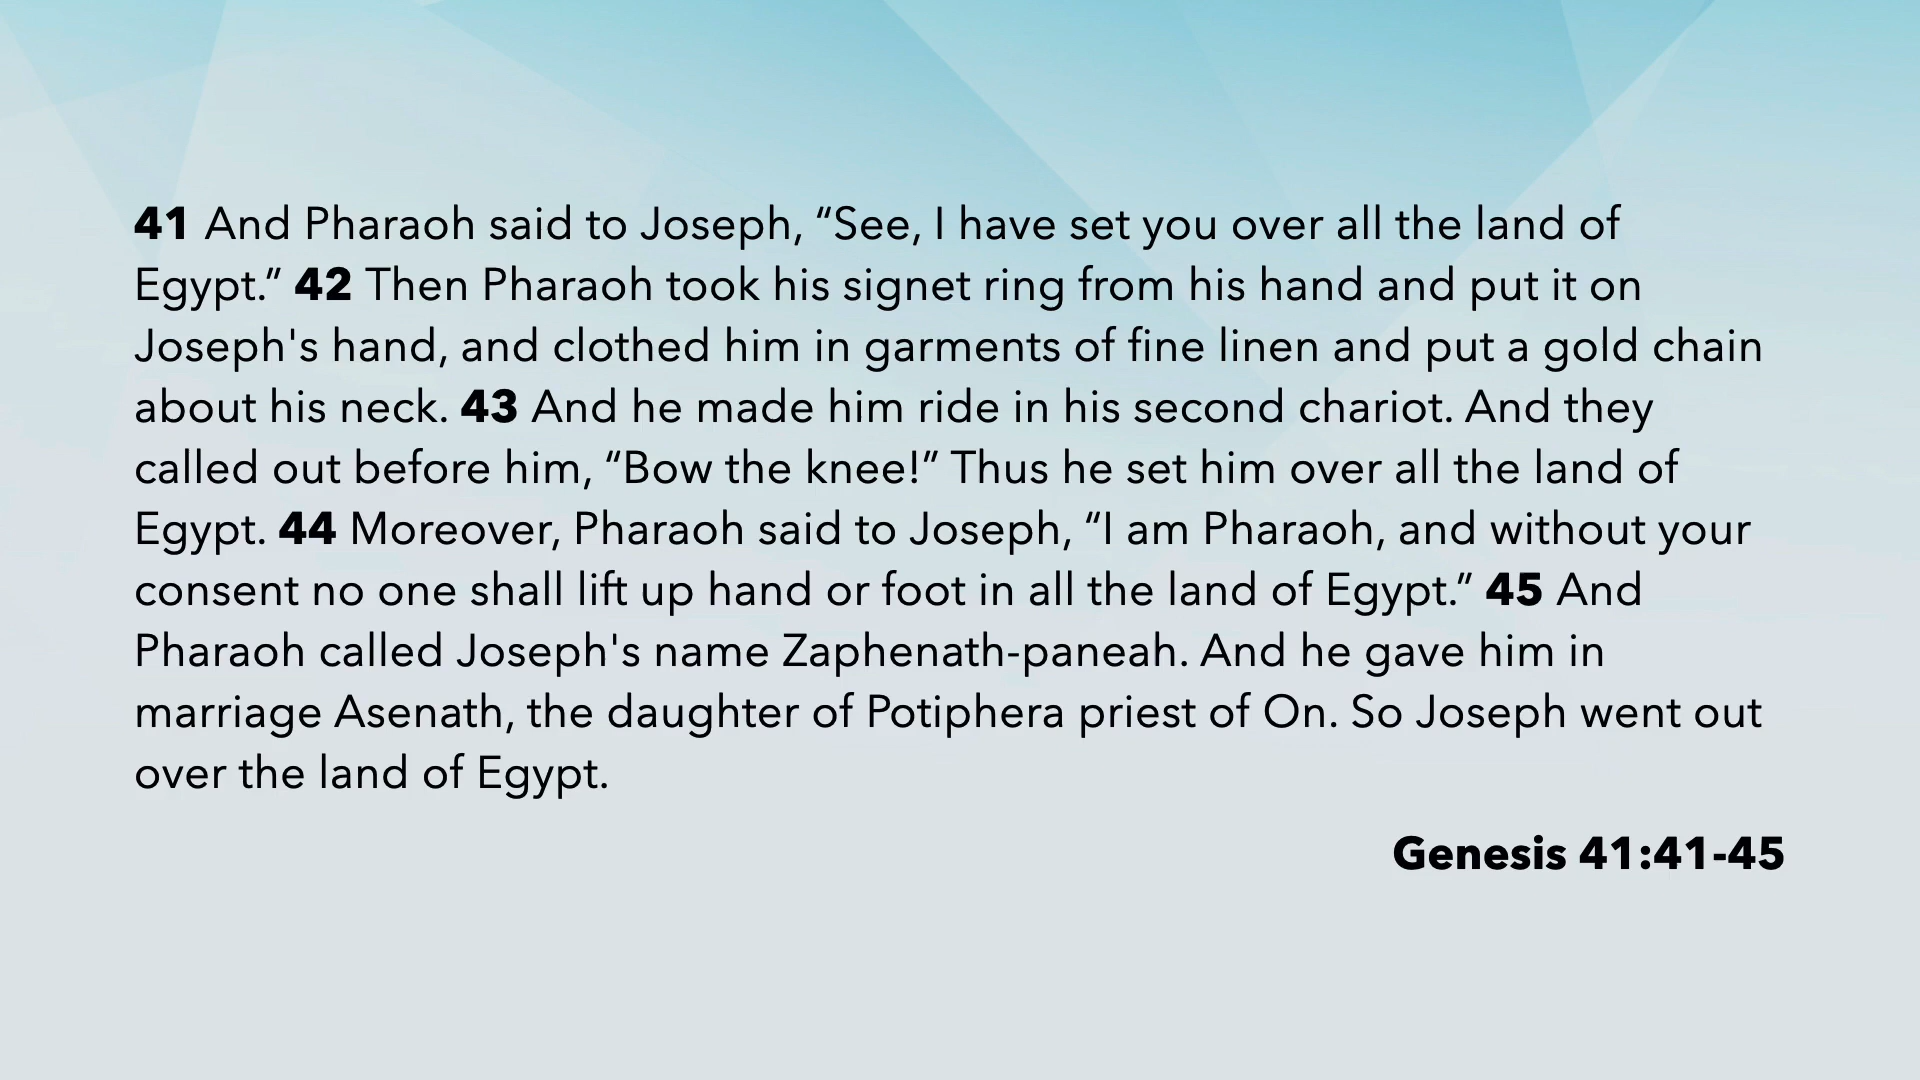 41 And Pharaoh said to Joseph, “See, I have set you over all the land of
Egypt.” 42 Then Pharaoh took his signet ring from his hand and put it on
Joseph's hand, and clothed him in garments of fine linen and put a gold chain
about his neck. 43 And he made him ride in his second chariot. And they
called out before him, “Bow the knee!” Thus he set him over all the land of
Egypt. 44 Moreover, Pharaoh said to Joseph, “I am Pharaoh, and without your
consent no one shall lift up hand or foot in all the land of Egypt.” 45 And
Pharaoh called Joseph's name Zaphenath-paneah. And he gave him in
marriage Asenath, the daughter of Potiphera priest of On. So Joseph went out
over the land of Egypt.
Genesis 41:41-45